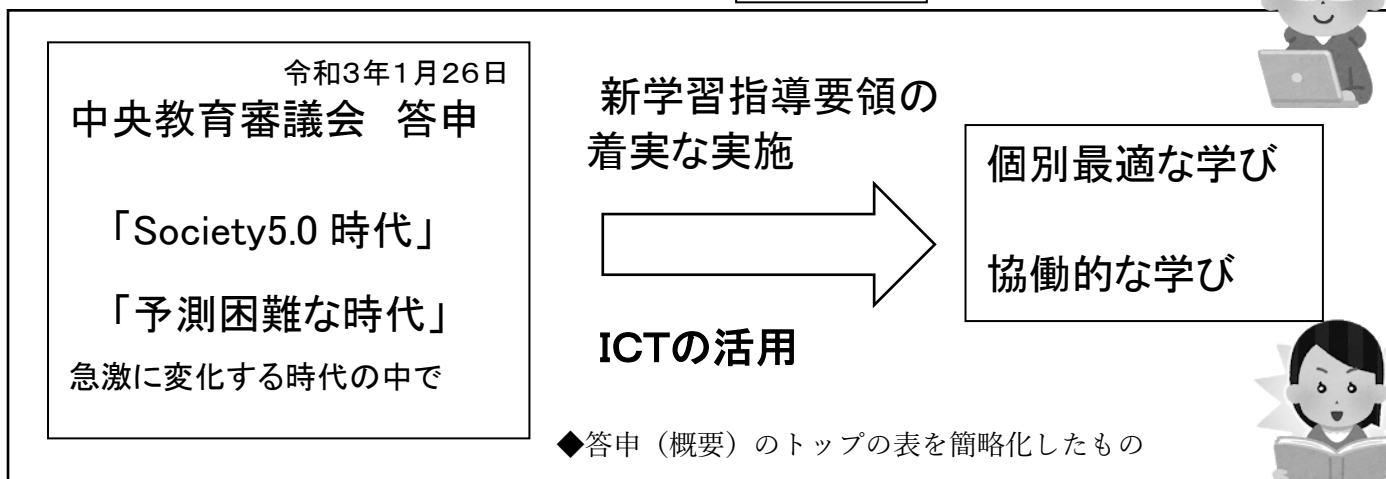 令和3年1月26日
中央教育審議会 答申
「Society5.0 時代」
「予測困難な時代」
急激に変化する時代の中で
新学習指導要領の
着実な実施
ICTの活用
個別最適な学び
協働的な学び
◆答申（概要）のトップの表を簡略化したもの